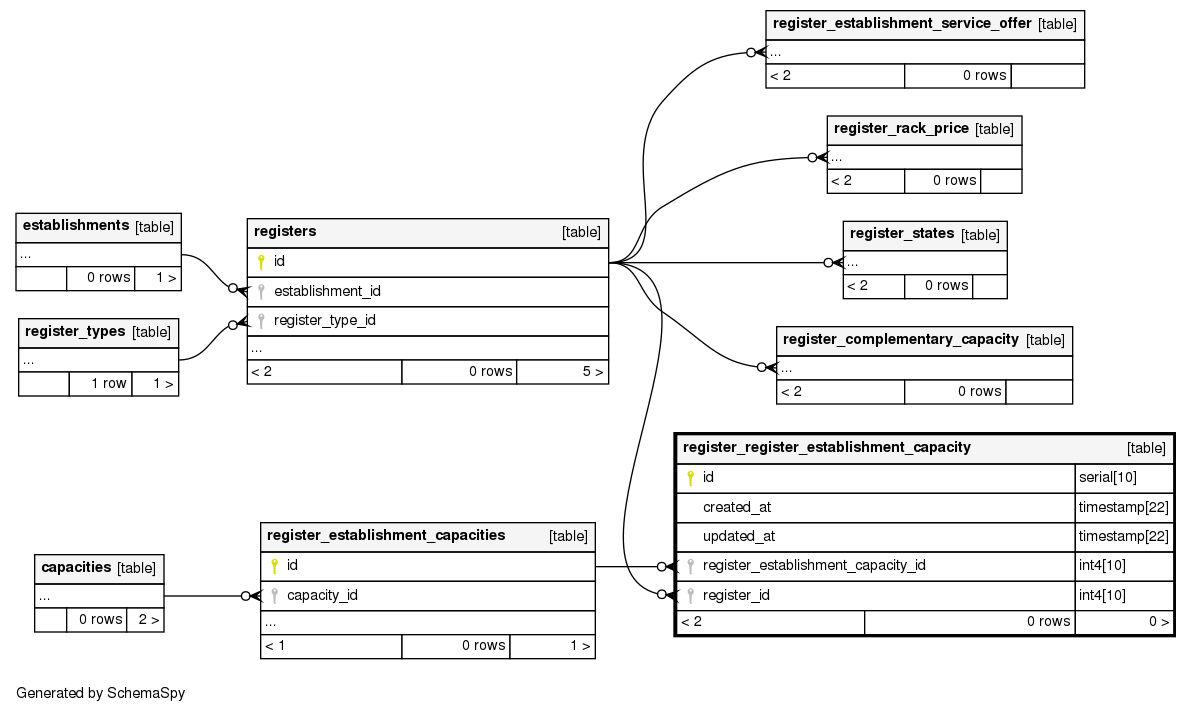 register_establishment_service_offer [table]
...
< 2 0 rows
register_rack_price [table]
...
< 2 0 rows
establishments [table]
...
0 rows 1 >
register_types [table]
...
1 row 1 >
registers [table]
id
establishment_id
register_type_id
...
< 2 0 rows 5 >
register_states [table]
...
< 2 0 rows
register_complementary_capacity [table]
...
< 2 0 rows
register_register_establishment_capacity [table]
id serial[10]
created_at timestamp[22]
updated_at timestamp[22]
register_establishment_capacity_id int4[10]
register_id int4[10]
< 2 0 rows 0 >
register_establishment_capacities [table]
id
capacity_id
...
< 1 0 rows 1 >
capacities [table]
...
0 rows 2 >
Generated by SchemaSpy